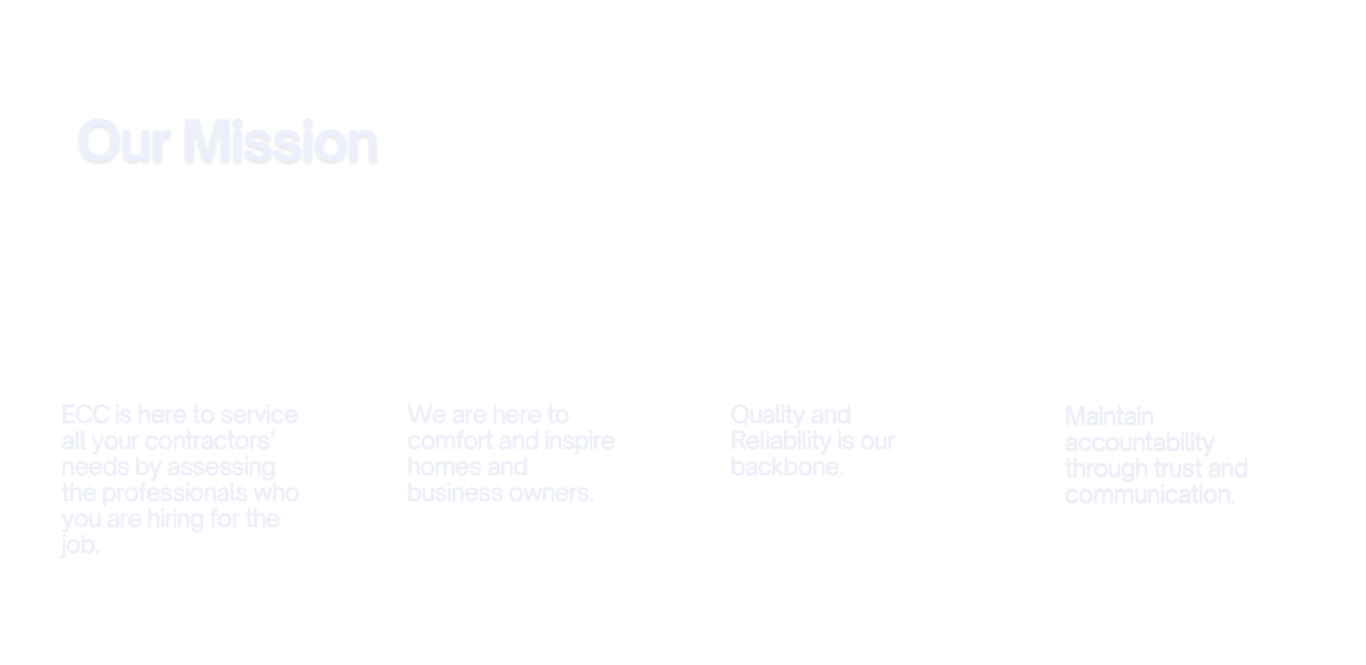 Our Mission
ECC is here to service
all your contractors’
needs by assessing
the professionals who
you are hiring for the
job.
We are here to
comfort and inspire
homes and
business owners.
Quality and
Reliability is our
backbone.
Maintain
accountability
through trust and
communication.